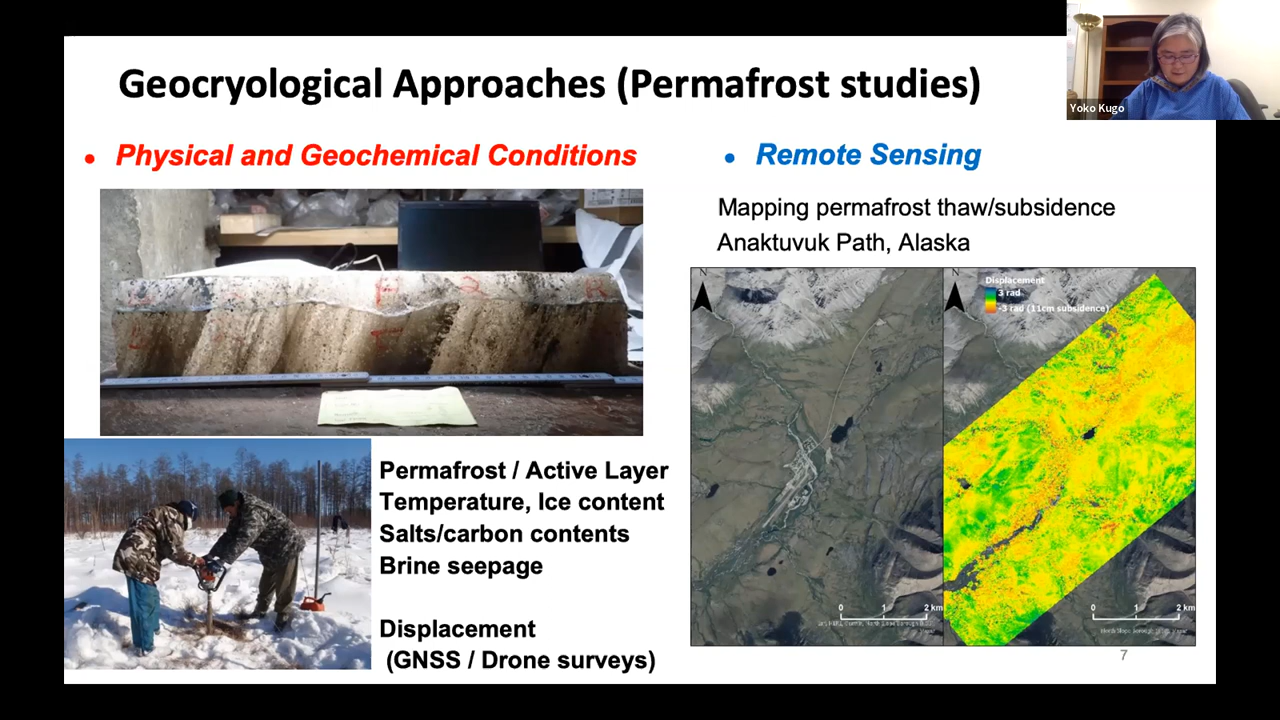 Geocryological Approaches (Permafrost studies)
Yoko Kugo
• Physical and Geochemical Conditions
• Remote Sensing
Mapping permafrost thaw/subsidence
Anaktuvuk Path, Alaska
N
N
Displacement
3 rad
-3 rad (11cm subsidence)
Permafrost / Active Layer
Temperature, Ice content
Salts/carbon contents
Brine seepage
Displacement
(GNSS / Drone surveys)
0 1 2 km
0 1 2 km
7